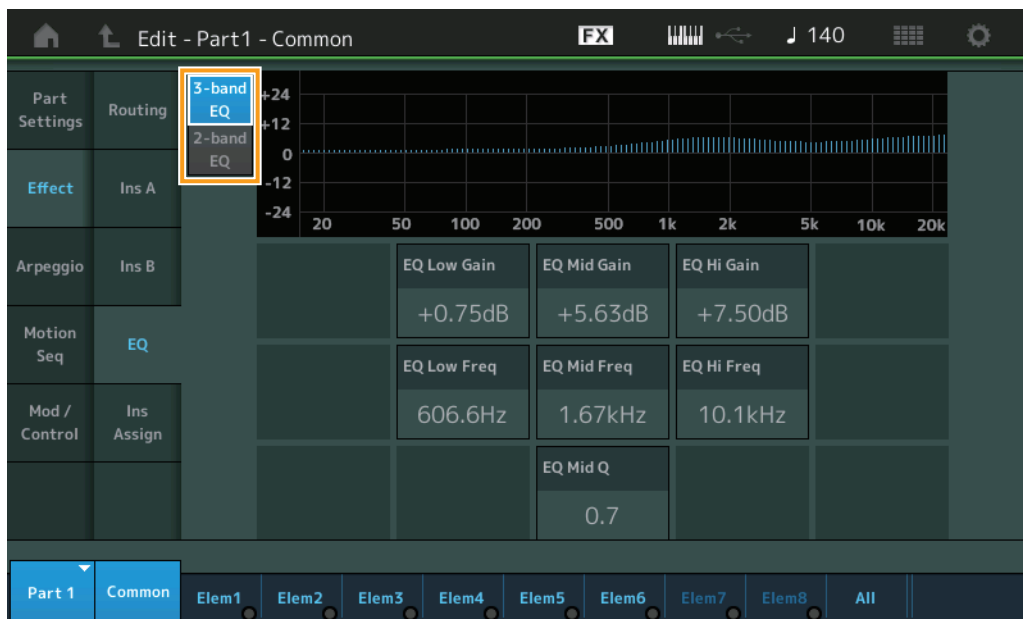 Edit - Part1 - Common
FX
♩ 140
Part
Settings
Routing
3-band
EQ
2-band
EQ
+24
+12
0
-12
-24
20 50 100 200 500 1k 2k 5k 10k 20k
Effect
Ins A
Arpeggio
Ins B
Motion
Seq
EQ
Mod /
Control
Ins
Assign
EQ Low Gain
+0.75dB
EQ Mid Gain
+5.63dB
EQ Hi Gain
+7.50dB
EQ Low Freq
606.6Hz
EQ Mid Freq
1.67kHz
EQ Hi Freq
10.1kHz
EQ Mid Q
0.7
Part 1 Common Elem1 Elem2 Elem3 Elem4 Elem5 Elem6 Elem7 Elem8 All